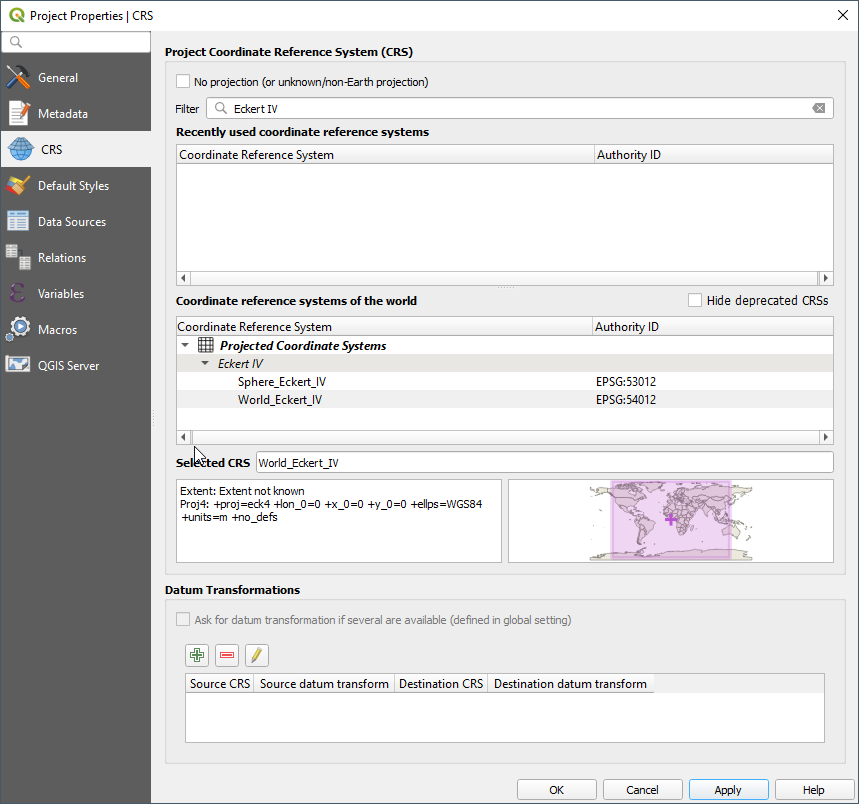 Project Properties | CRS
General
Metadata
CRS
Default Styles
Data Sources
Relations
Variables
Macros
QGIS Server
Project Coordinate Reference System (CRS)
No projection (or unknown/non-Earth projection)
Filter Eckert IV
Recently used coordinate reference systems
Coordinate Reference System Authority ID
Coordinate reference systems of the world Hide deprecated CRSs
Coordinate Reference System Authority ID
Projected Coordinate Systems
Eckert IV
Sphere_Eckert_IV EPSG:53012
World_Eckert_IV EPSG:54012
Selected CRS World_Eckert_IV
Extent: Extent not known
Proj4: +proj=eck4 +lon_0=0 +x_0=0 +y_0=0 +ellps=WGS84
+units=m +no_defs
Datum Transformations
Ask for datum transformation if several are available (defined in global setting)
Source CRS Source datum transform Destination CRS Destination datum transform
OK Cancel Apply Help